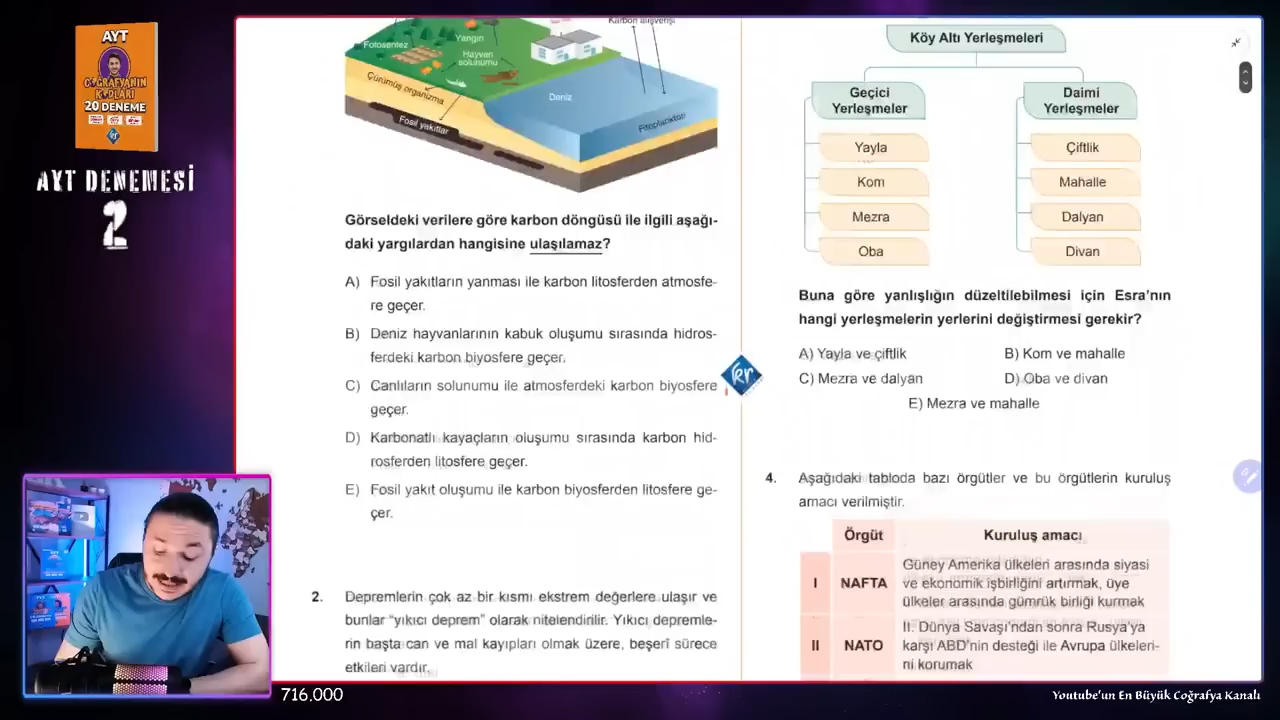 AYT
COĞRAFYANIN
KODLARI
20 DENEME
AYT DENEMESİ
2
Karbon alışverişi
Fotosentez
Yangın
Hayvan
solunumu
Çürümüş organizma
Deniz
Fosil yakıtlar
Fitoplankton
Görseldeki verilere göre karbon döngüsü ile ilgili aşağı-
daki yargılardan hangisine ulaşılamaz?
A) Fosil yakıtların yanması ile karbon litosferden atmosfe-
re geçer.
B) Deniz hayvanlarının kabuk oluşumu sırasında hidros-
ferdeki karbon biyosfere geçer.
C) Canlıların solunumu ile atmosferdeki karbon biyosfere
geçer.
D) Karbonatlı kayaçların oluşumu sırasında karbon hid-
rosferden litosfere geçer.
E) Fosil yakıt oluşumu ile karbon biyosferden litosfere ge-
çer.
2. Depremlerin çok az bir kısmı ekstrem değerlere ulaşır ve
bunlar "yıkıcı deprem" olarak nitelendirilir. Yıkıcı depremle-
rin başta can ve mal kayıpları olmak üzere, beşerî sürece
etkileri vardır.
kr
Köy Altı Yerleşmeleri
Geçici
Yerleşmeler
Daimi
Yerleşmeler
Yayla
Çiftlik
Kom
Mahalle
Mezra
Dalyan
Oba
Divan
Buna göre yanlışlığın düzeltilebilmesi için Esra'nın
hangi yerleşmelerin yerlerini değiştirmesi gerekir?
A) Yayla ve çiftlik
B) Kom ve mahalle
C) Mezra ve dalyan
D) Oba ve divan
E) Mezra ve mahalle
4. Aşağıdaki tabloda bazı örgütler ve bu örgütlerin kuruluş
amacı verilmiştir.
Örgüt
Kuruluş amacı
I
NAFTA
Güney Amerika ülkeleri arasında siyasi
ve ekonomik işbirliğini artırmak, üye
ülkeler arasında gümrük birliği kurmak
II
NATO
II. Dünya Savaşı'ndan sonra Rusya'ya
karşı ABD'nin desteği ile Avrupa ülkeleri-
ni korumak
716.000
Youtube'un En Büyük Coğrafya Kanalı